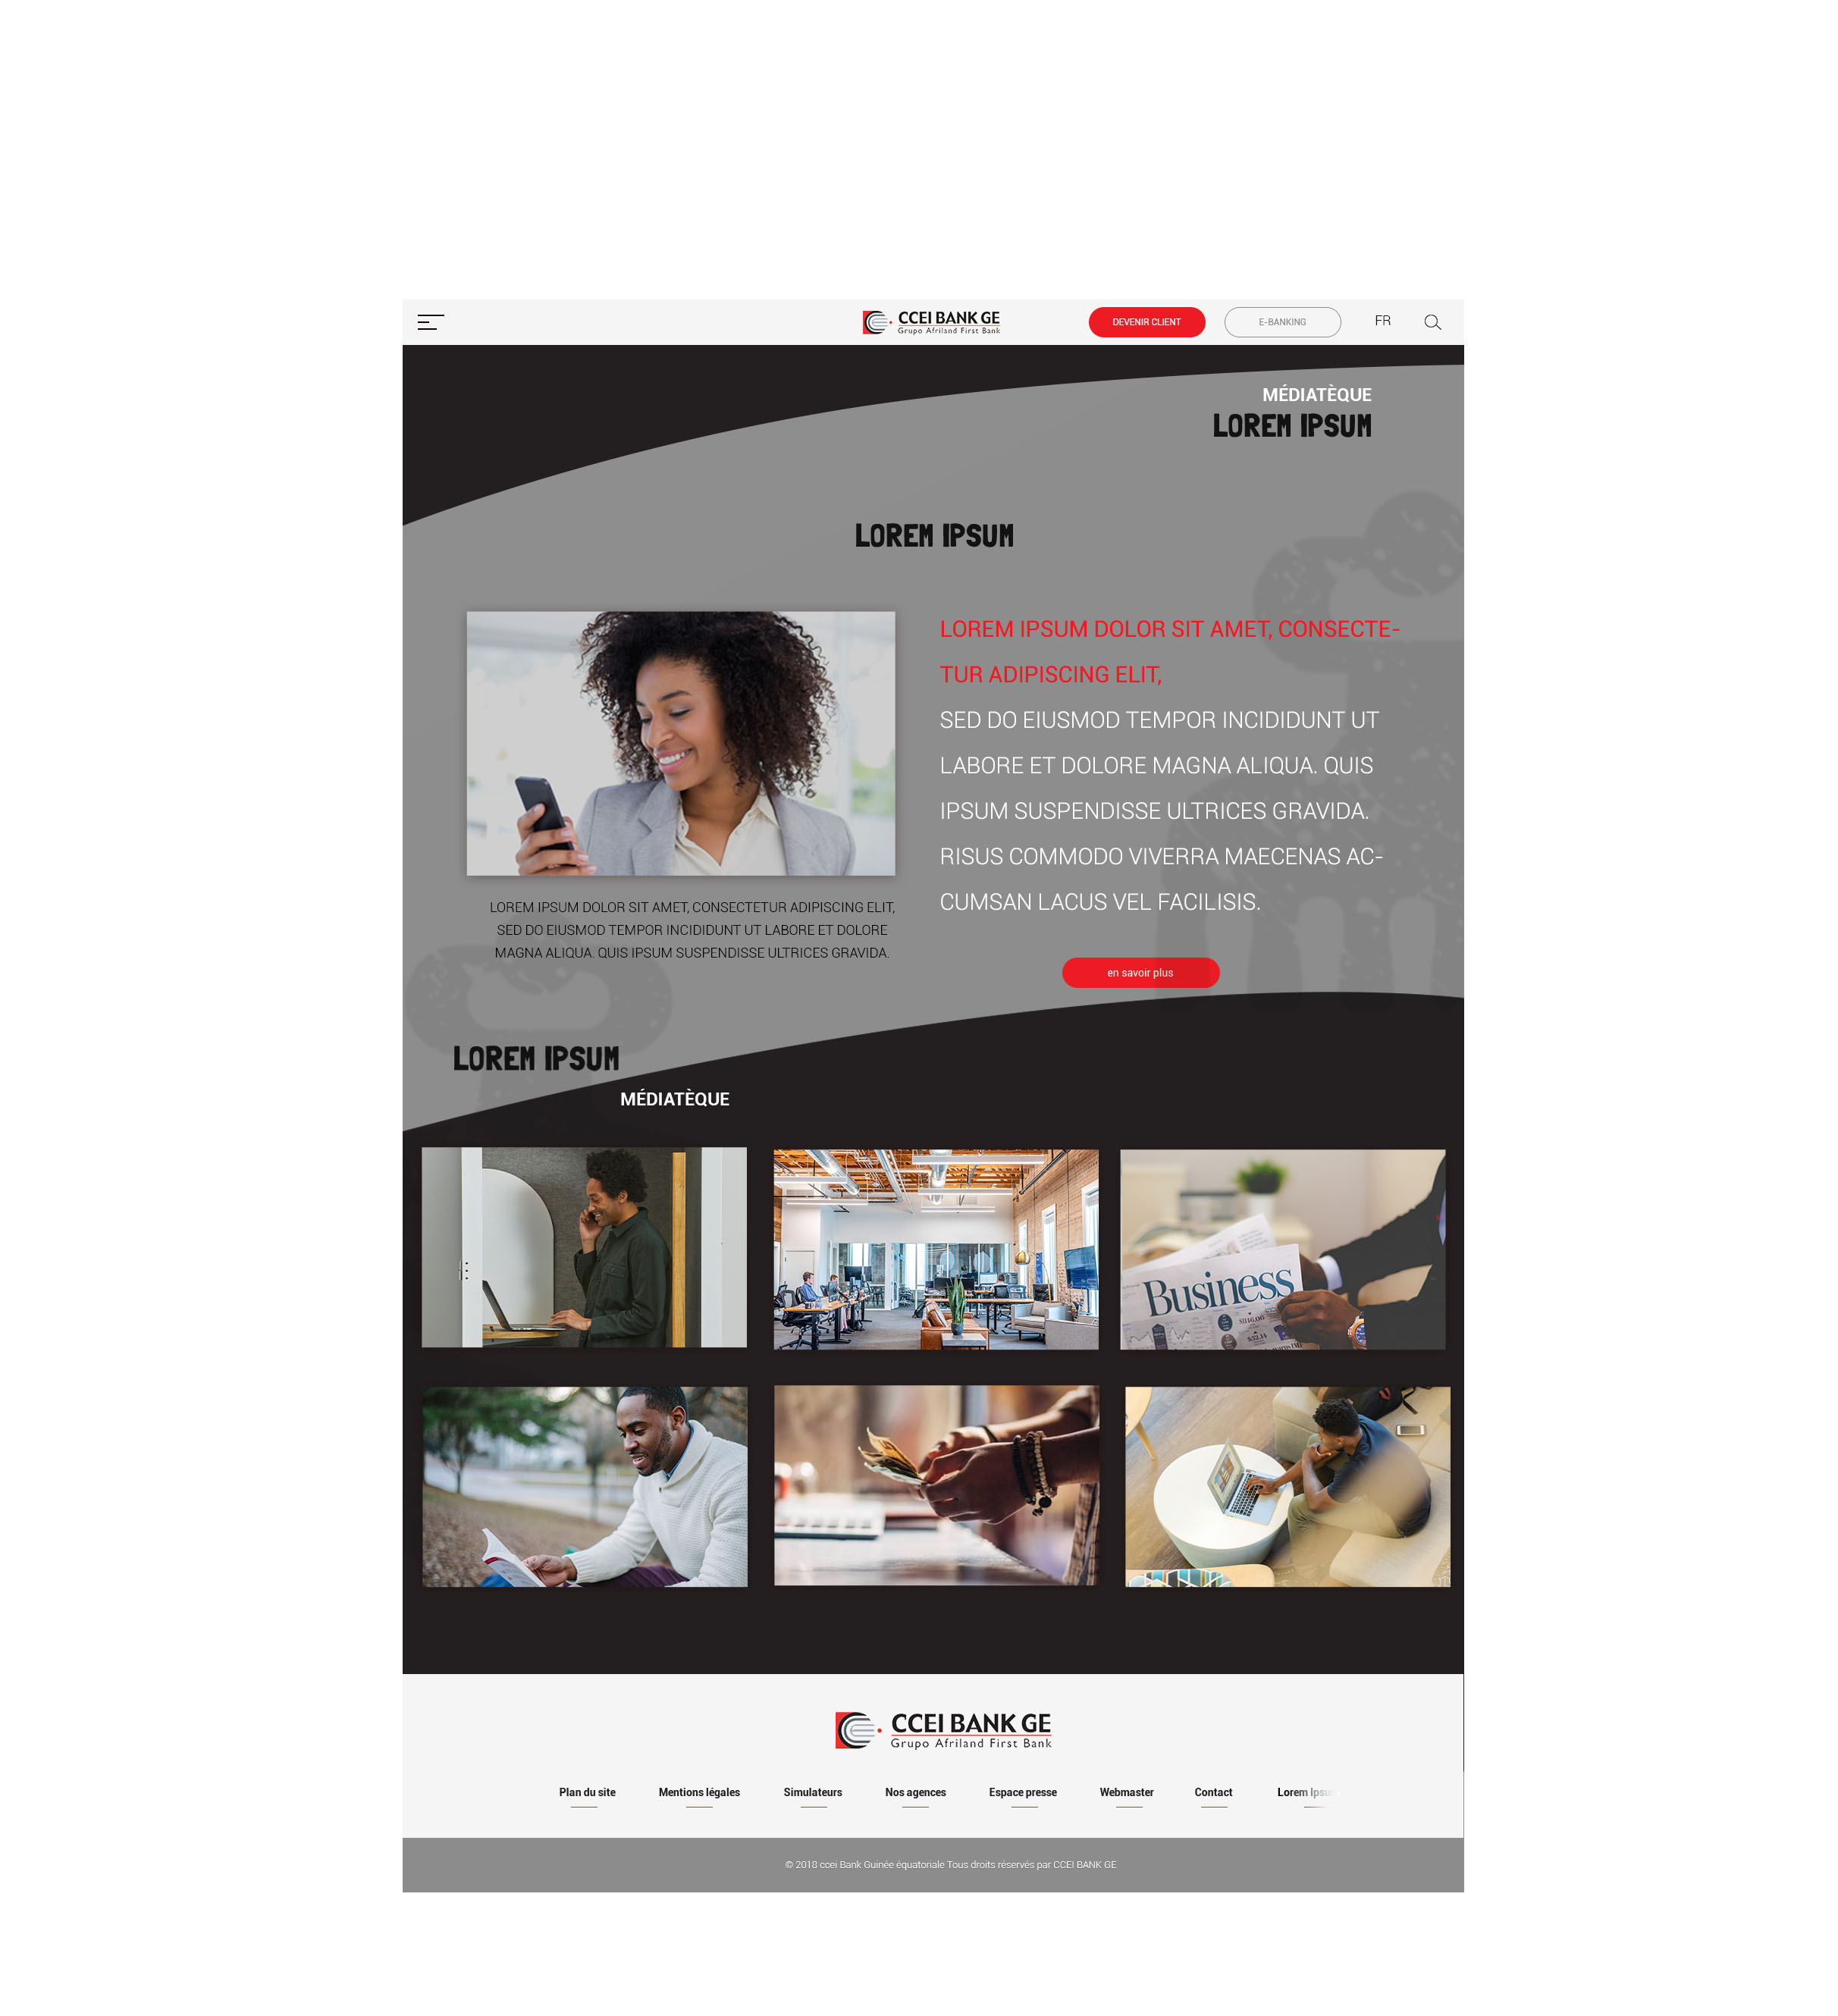 CCEI BANK GE
Grupo Afriland First Bank
DEVENIR CLIENT
E-BANKING
FR
MÉDIATÈQUE
LOREM IPSUM
LOREM IPSUM
LOREM IPSUM DOLOR SIT AMET, CONSECTE-
TUR ADIPISCING ELIT,
SED DO EIUSMOD TEMPOR INCIDIDUNT UT
LABORE ET DOLORE MAGNA ALIQUA. QUIS
IPSUM SUSPENDISSE ULTRICES GRAVIDA.
RISUS COMMODO VIVERRA MAECENAS AC-
CUMSAN LACUS VEL FACILISIS.
LOREM IPSUM DOLOR SIT AMET, CONSECTETUR ADIPISCING ELIT,
SED DO EIUSMOD TEMPOR INCIDIDUNT UT LABORE ET DOLORE
MAGNA ALIQUA. QUIS IPSUM SUSPENDISSE ULTRICES GRAVIDA.
en savoir plus
LOREM IPSUM
MÉDIATÈQUE
Business
CCEI BANK GE
Grupo Afriland First Bank
Plan du site
Mentions légales
Simulateurs
Nos agences
Espace presse
Webmaster
Contact
Lorem Ipsu
© 2018 ccei Bank Guinée équatoriale Tous droits réservés par CCEI BANK GE